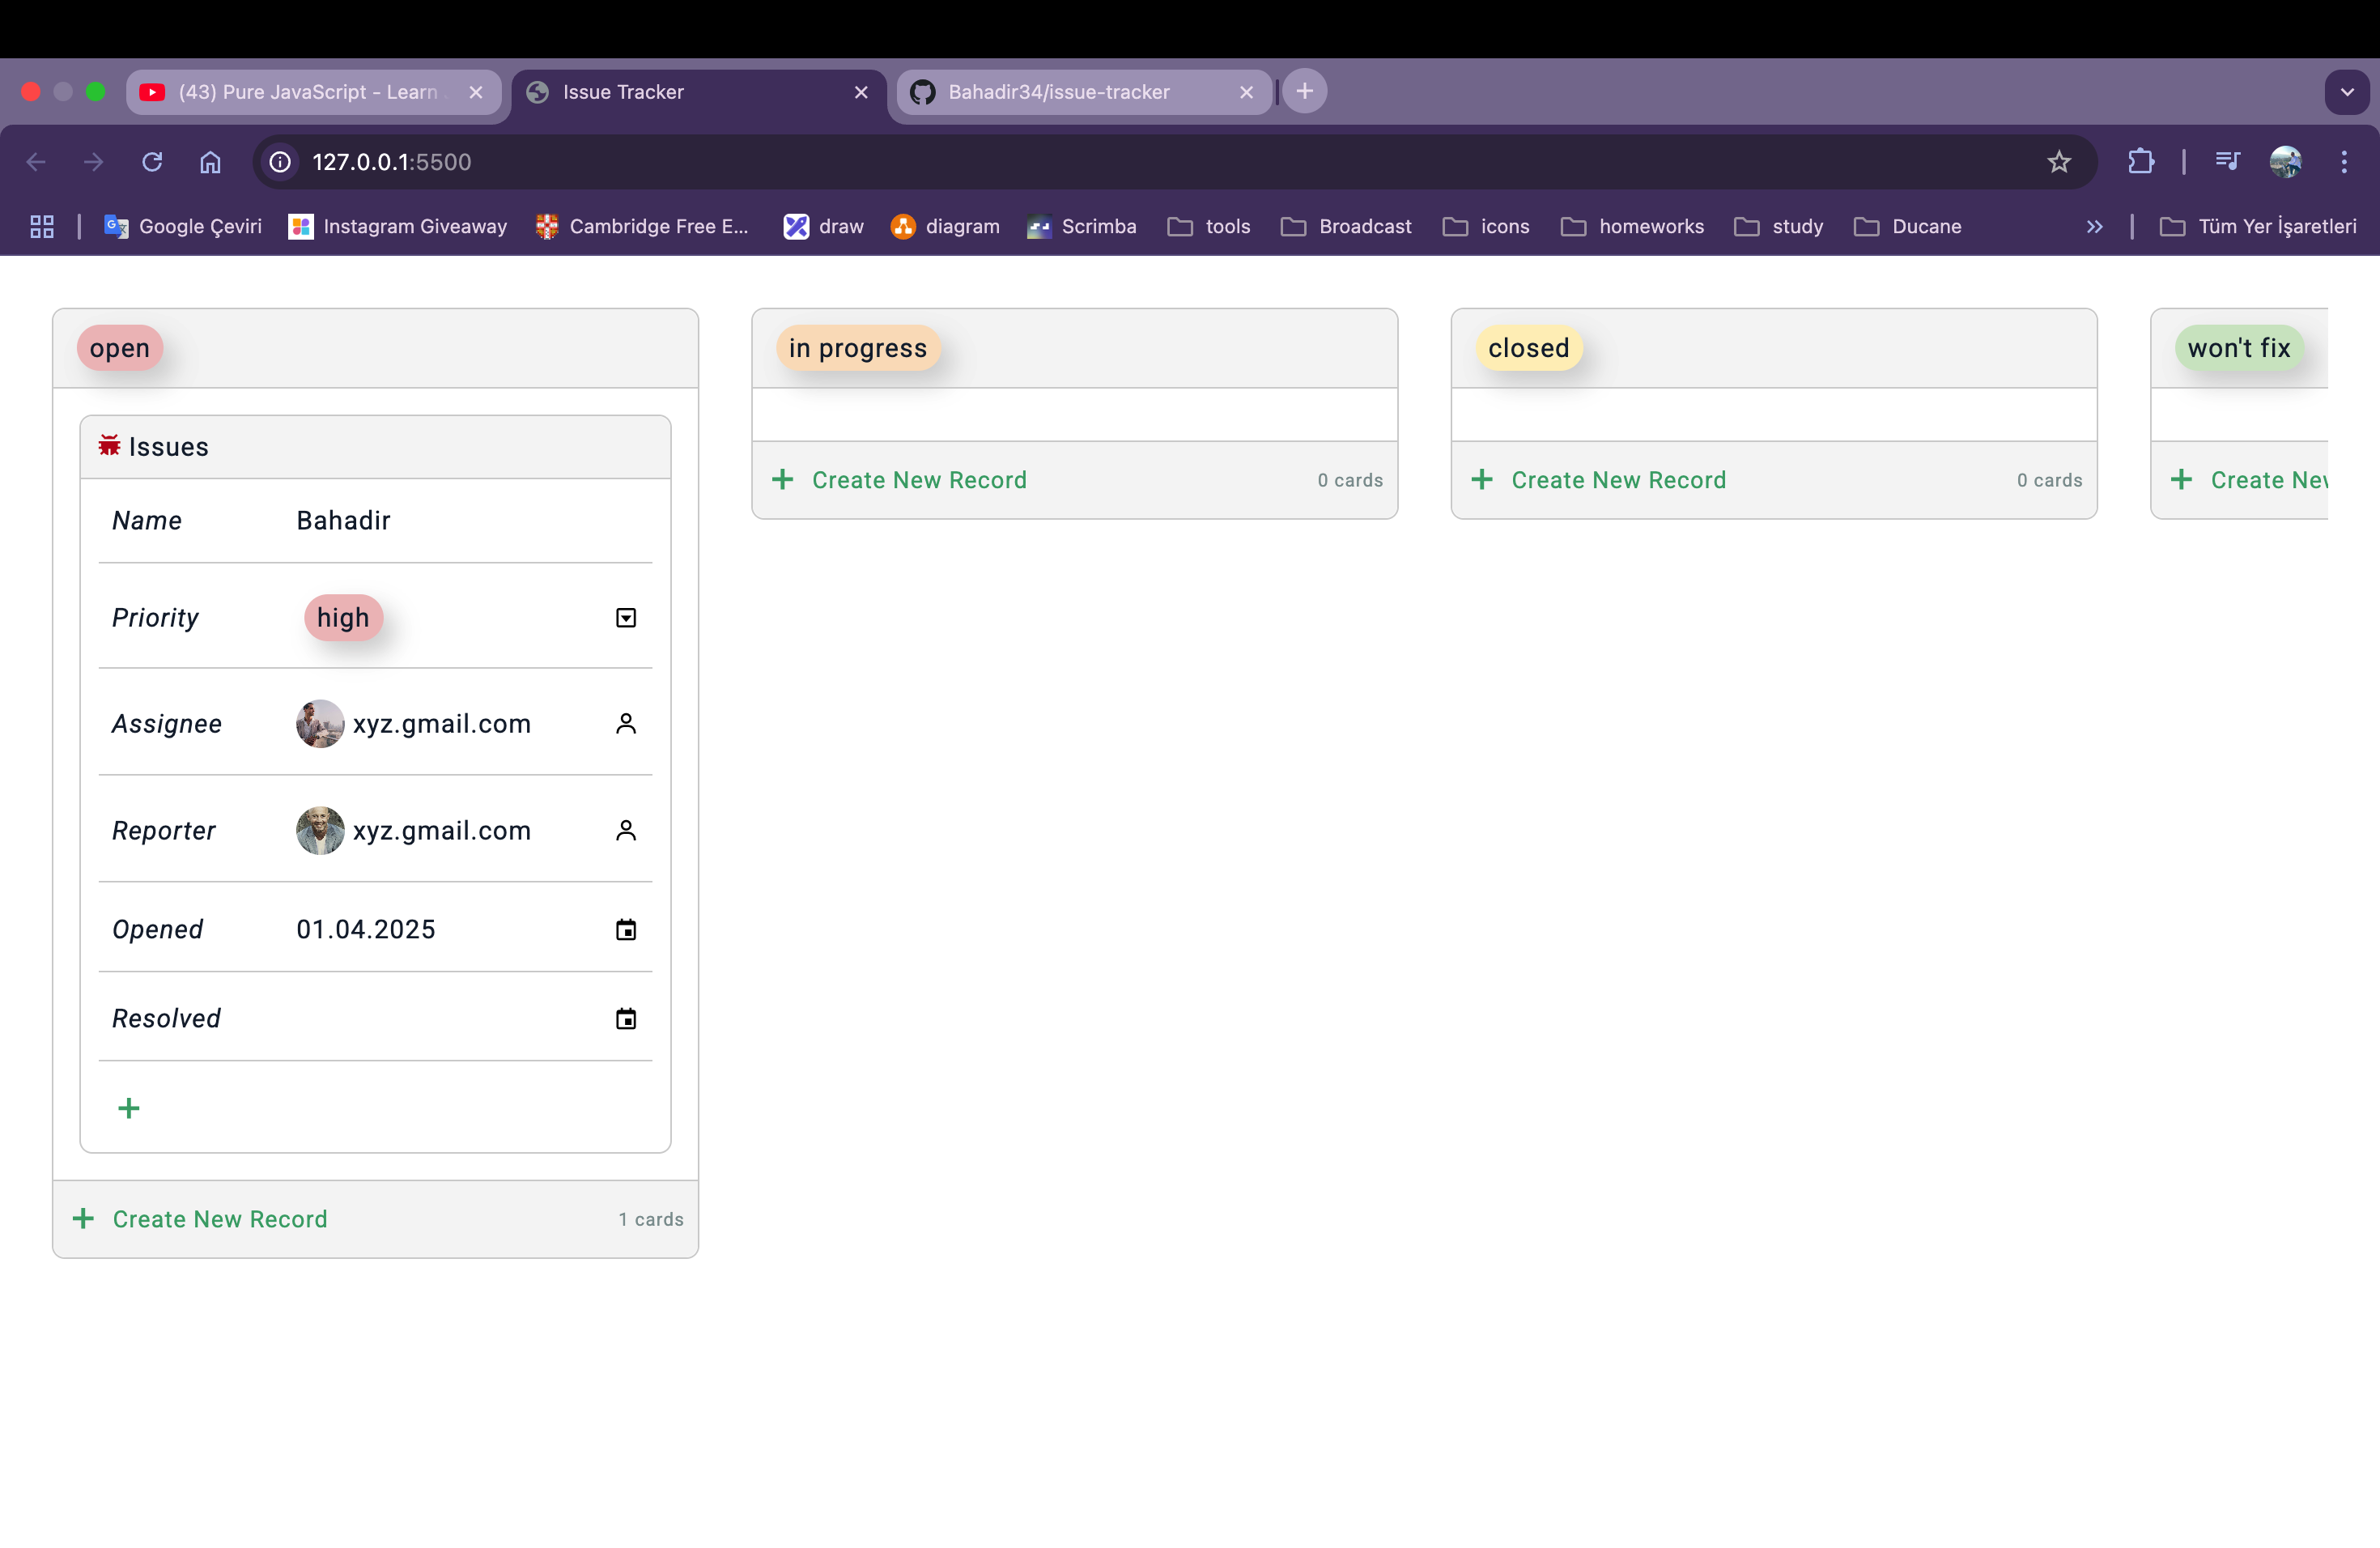 (43) Pure JavaScript - Learn
Issue Tracker
Bahadir34/issue-tracker
127.0.0.1:5500
Google Çeviri
Instagram Giveaway
Cambridge Free E...
draw
diagram
Scrimba
tools
Broadcast
icons
homeworks
study
Ducane
Tüm Yer İşaretleri
open
Issues
Name Bahadir
Priority high
Assignee xyz.gmail.com
Reporter xyz.gmail.com
Opened 01.04.2025
Resolved
+
+ Create New Record 1 cards
in progress
+ Create New Record 0 cards
closed
+ Create New Record 0 cards
won't fix
+ Create